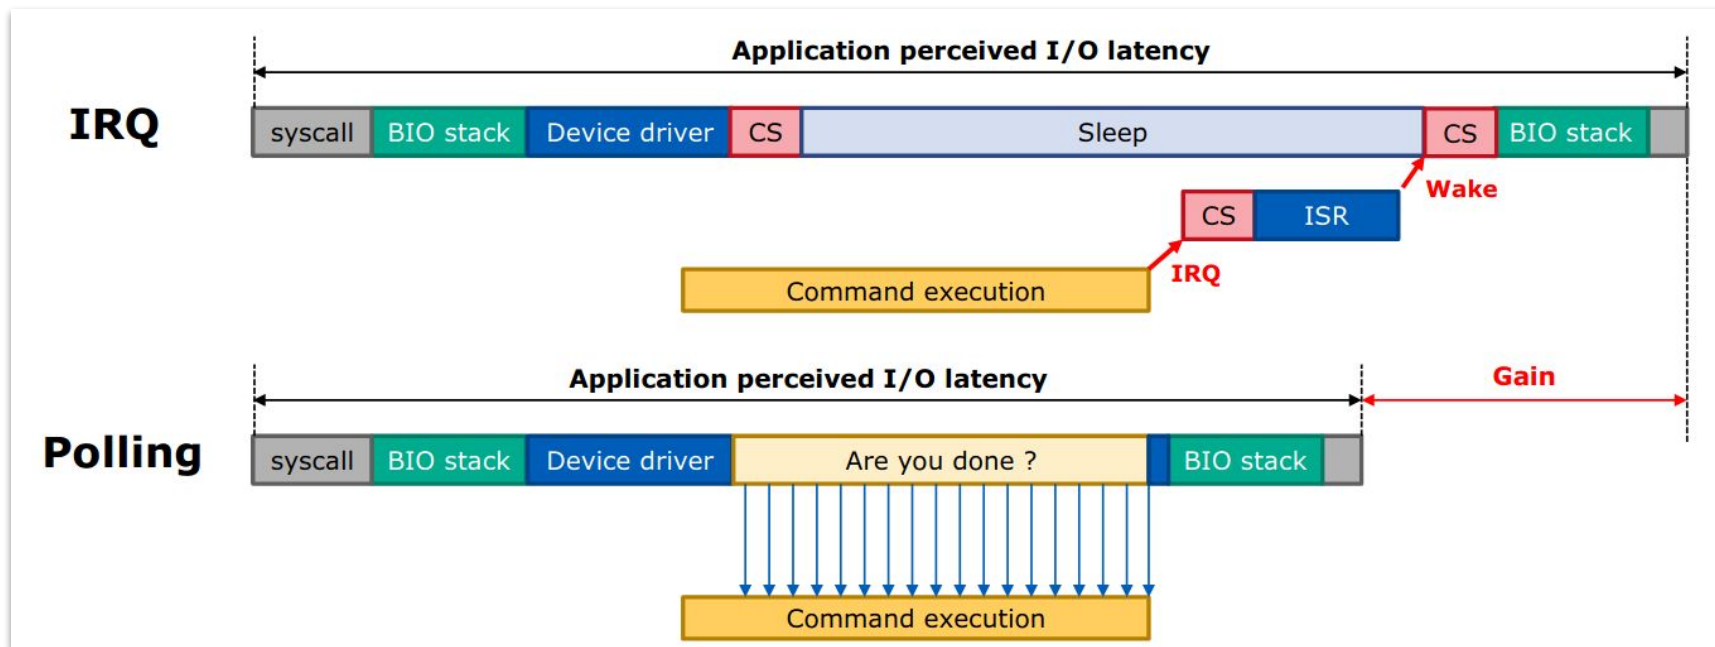 Application perceived I/O latency
IRQ
syscall BIO stack Device driver CS Sleep CS BIO stack
Wake
CS ISR
IRQ
Command execution
Application perceived I/O latency
Gain
Polling
syscall BIO stack Device driver Are you done ? BIO stack
Command execution